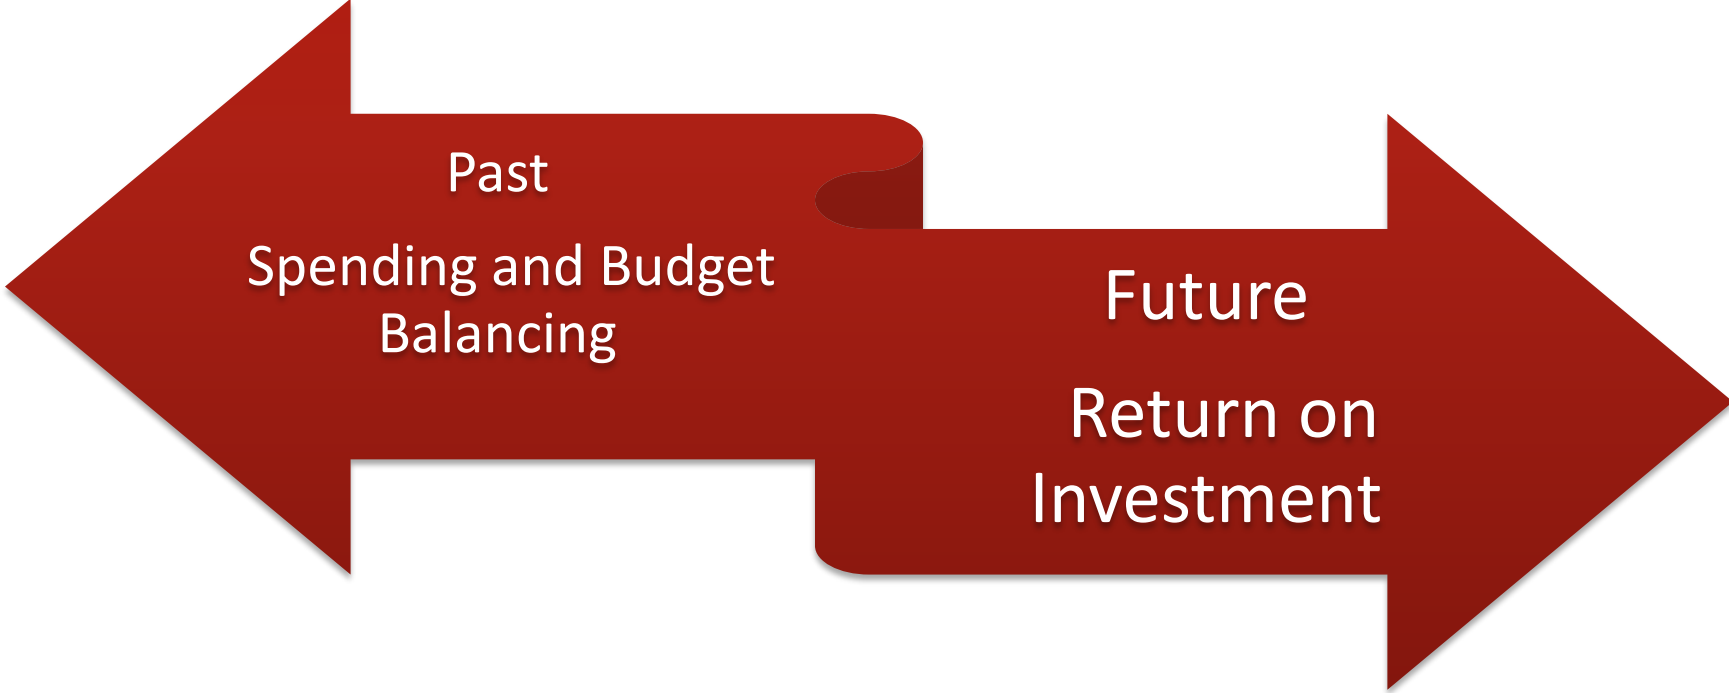 Past
Spending and Budget
Balancing
Future
Return on
Investment